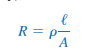 R = ρ ℓ/A